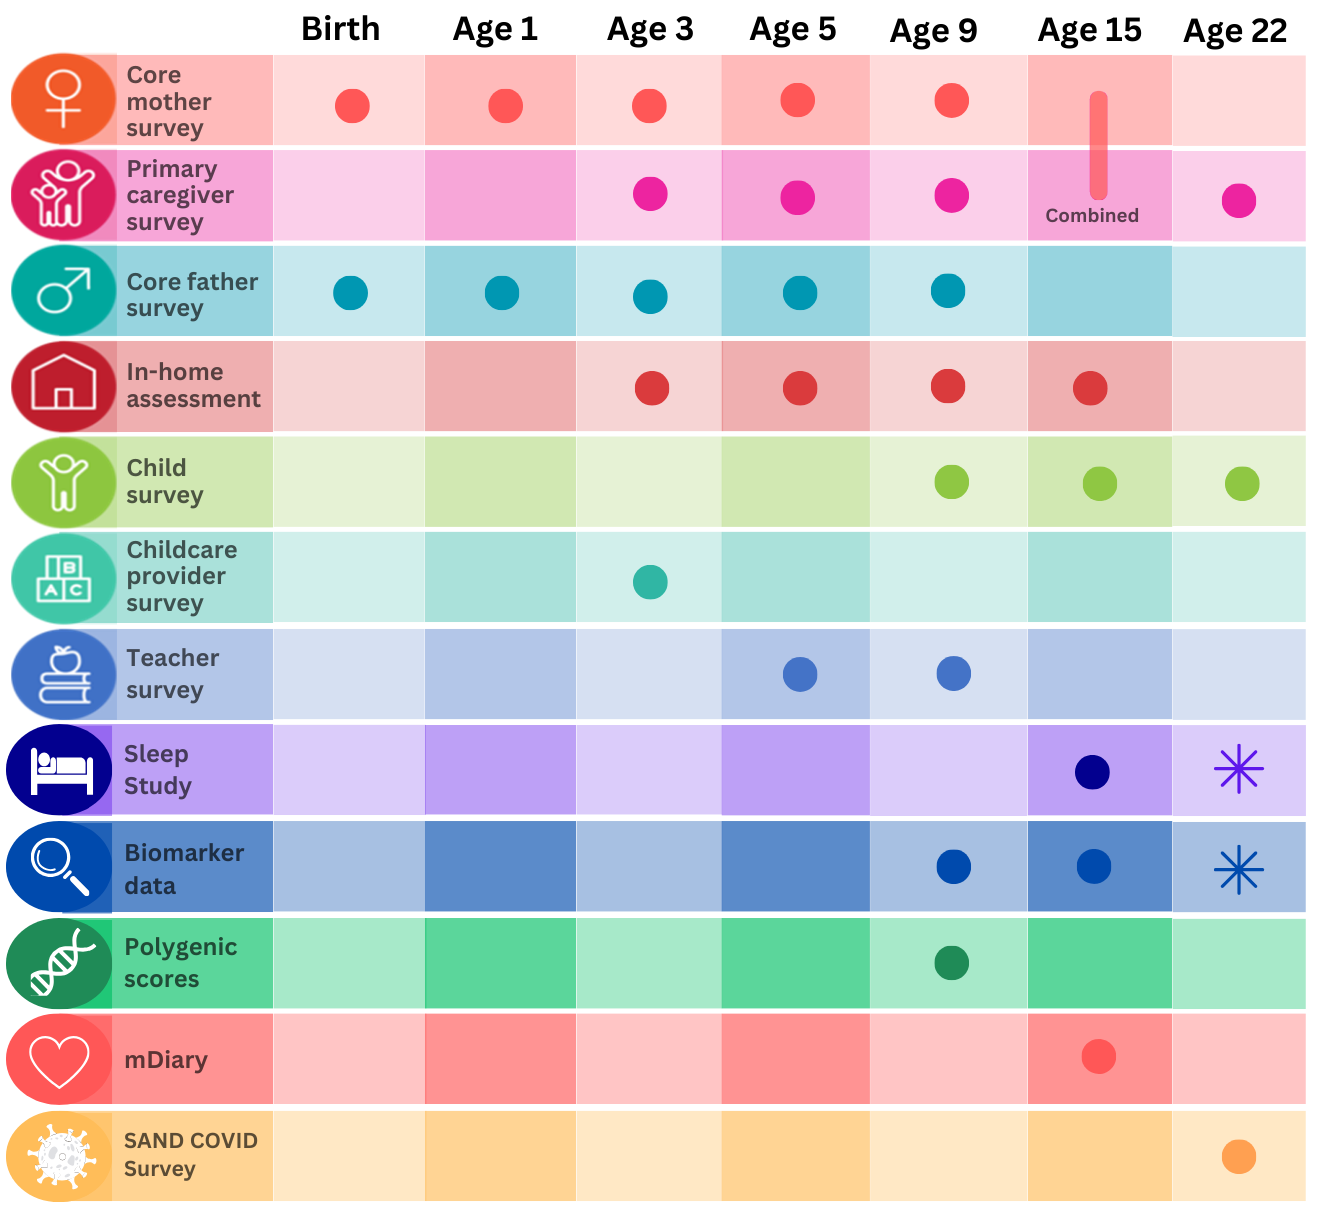 Birth Age 1 Age 3 Age 5 Age 9 Age 15 Age 22
Core
mother
survey
Primary
caregiver
survey
Combined
Core father
survey
In-home
assessment
Child
survey
B
A C
Childcare
provider
survey
Teacher
survey
Sleep
Study
Biomarker
data
Polygenic
scores
mDiary
SAND COVID
Survey